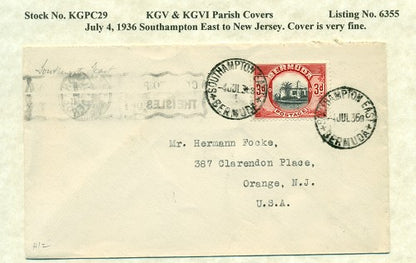 Stock No. KGPC29 KGV & KGVI Parish Covers Listing No. 6355
July 4, 1936 Southampton East to New Jersey. Cover is very fine.
Southampton East
THE ISLES
SOUTHAMPTON EAST
4 JUL 36
BERMUDA
BERMUDA
3d 3d
POSTAGE
SOUTHAMPTON EAST
4 JUL 36
BERMUDA
Mr. Hermann Focke,
387 Clarendon Place,
Orange, N.J.
U.S.A.